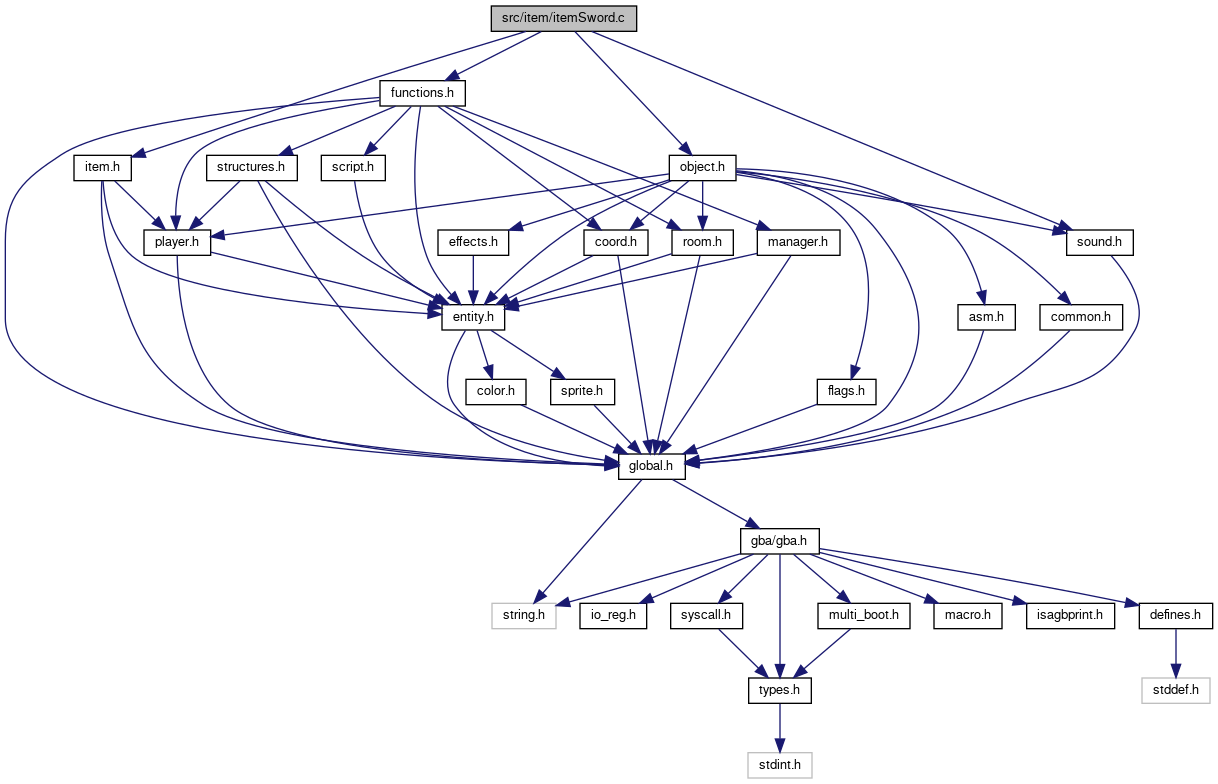 src/item/itemSword.c
functions.h
item.h
structures.h
script.h
object.h
player.h
effects.h
coord.h
room.h
manager.h
sound.h
entity.h
asm.h
common.h
color.h
sprite.h
flags.h
global.h
gba/gba.h
string.h
io_reg.h
syscall.h
multi_boot.h
macro.h
isagbprint.h
defines.h
types.h
stddef.h
stdint.h